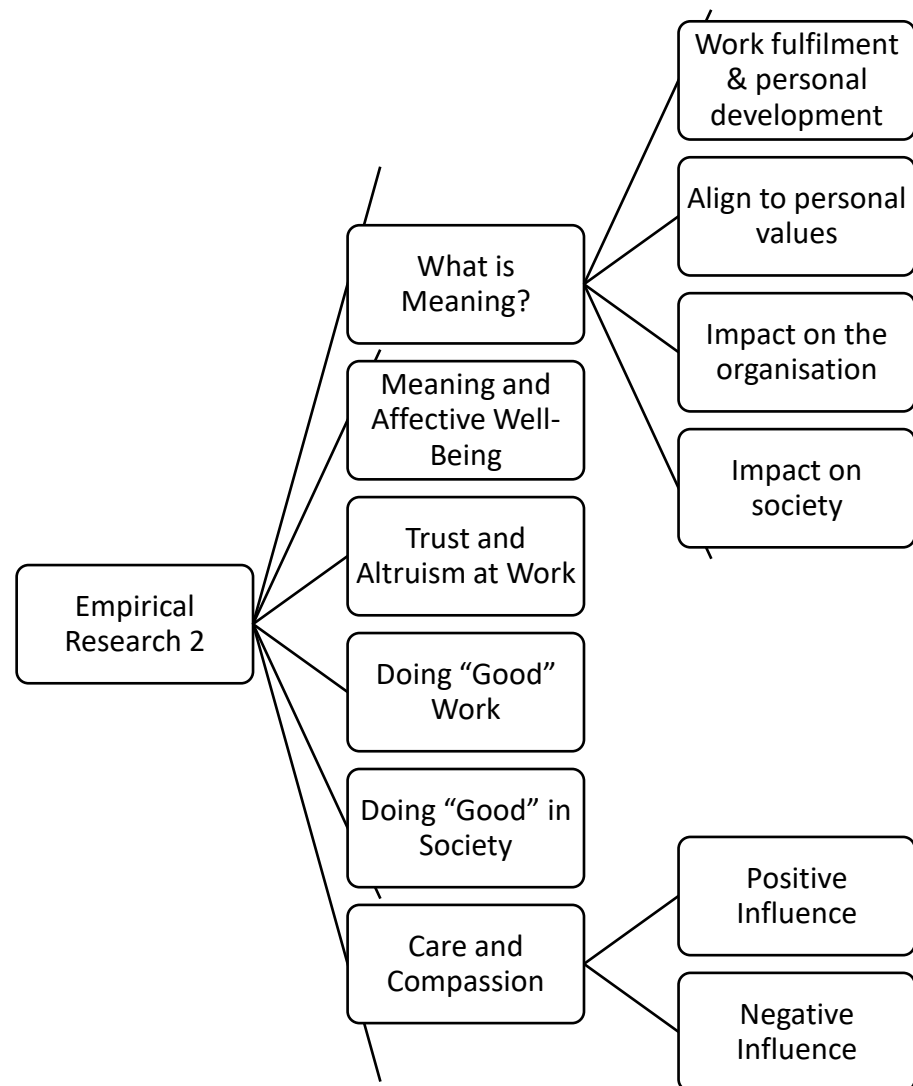 Empirical
Research 2
What is
Meaning?
Work fulfilment
& personal
development
Align to personal
values
Impact on the
organisation
Impact on
society
Meaning and
Affective Well-
Being
Trust and
Altruism at Work
Doing “Good”
Work
Doing “Good” in
Society
Care and
Compassion
Positive
Influence
Negative
Influence